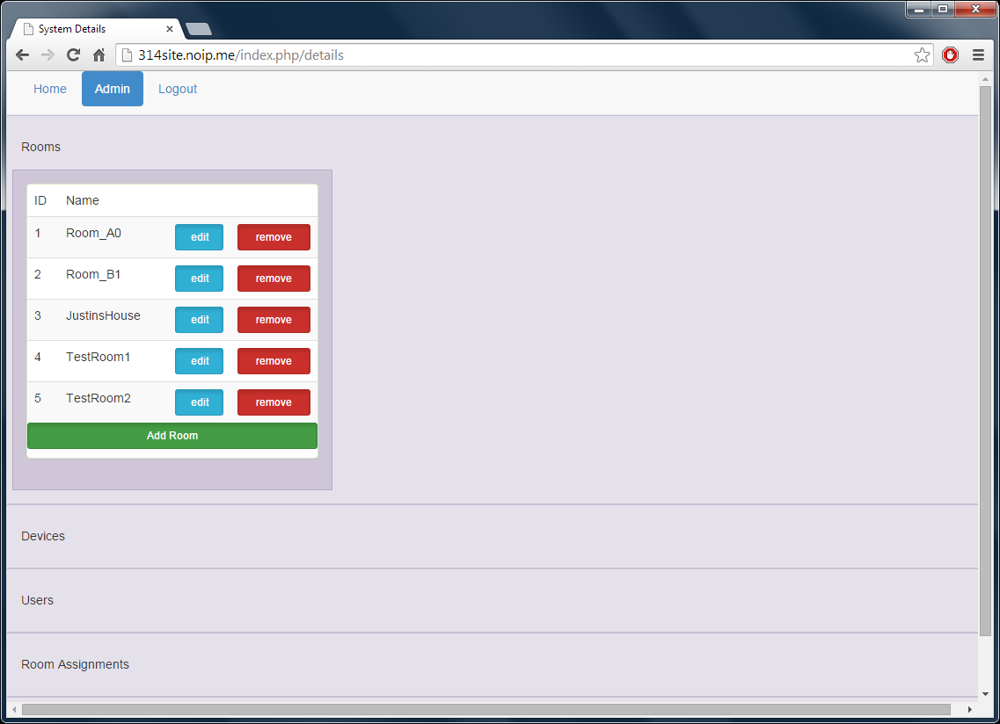 System Details
314site.noip.me/index.php/details
Home Admin Logout
Rooms
ID Name
1 Room_A0 edit remove
2 Room_B1 edit remove
3 JustinsHouse edit remove
4 TestRoom1 edit remove
5 TestRoom2 edit remove
Add Room
Devices
Users
Room Assignments